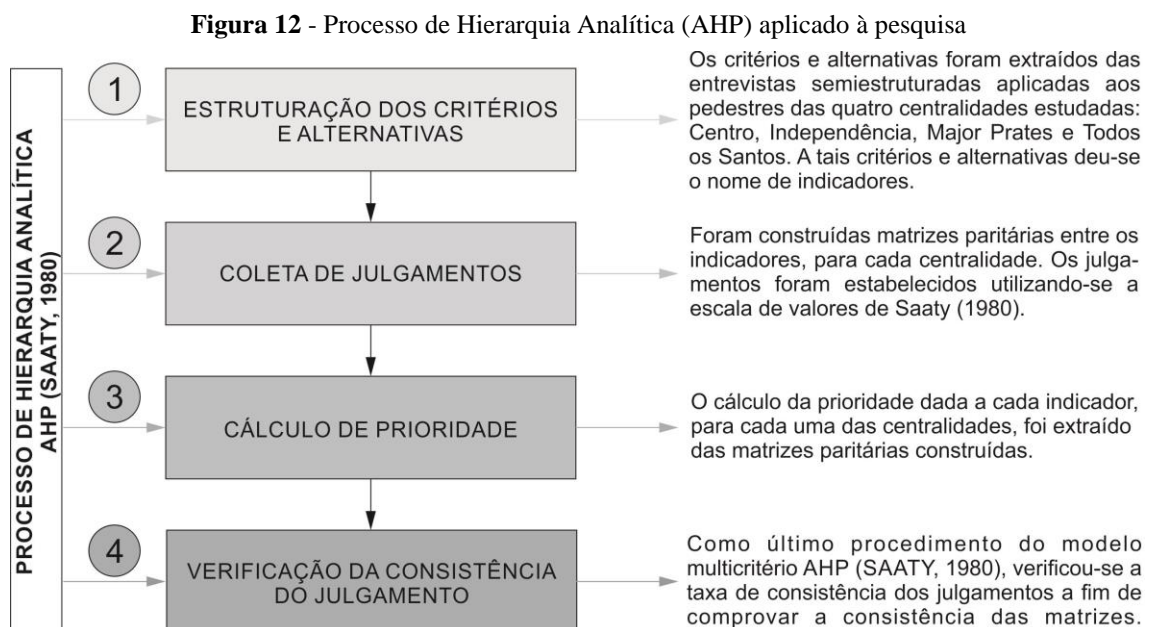 Figura 12 - Processo de Hierarquia Analítica (AHP) aplicado à pesquisa
PROCESSO DE HIERARQUIA ANALÍTICA
AHP (SAATY, 1980)
1
ESTRUTURAÇÃO DOS CRITÉRIOS
E ALTERNATIVAS
Os critérios e alternativas foram extraídos das
entrevistas semiestruturadas aplicadas aos
pedestres das quatro centralidades estudadas:
Centro, Independência, Major Prates e Todos
os Santos. A tais critérios e alternativas deu-se
o nome de indicadores.
2
COLETA DE JULGAMENTOS
Foram construídas matrizes paritárias entre os
indicadores, para cada centralidade. Os julga-
mentos foram estabelecidos utilizando-se a
escala de valores de Saaty (1980).
3
CÁLCULO DE PRIORIDADE
O cálculo da prioridade dada a cada indicador,
para cada uma das centralidades, foi extraído
das matrizes paritárias construídas.
4
VERIFICAÇÃO DA CONSISTÊNCIA
DO JULGAMENTO
Como último procedimento do modelo
multicritério AHP (SAATY, 1980), verificou-se a
taxa de consistência dos julgamentos a fim de
comprovar a consistência das matrizes.